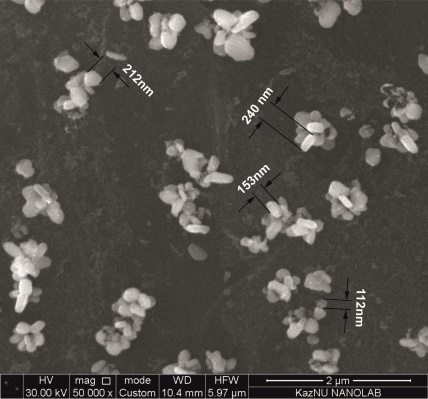 212nm
240 nm
153nm
112nm
HV mag mode WD HFW 2 µm
30.00 kV 50 000 x Custom 10.4 mm 5.97 µm KazNU NANOLAB